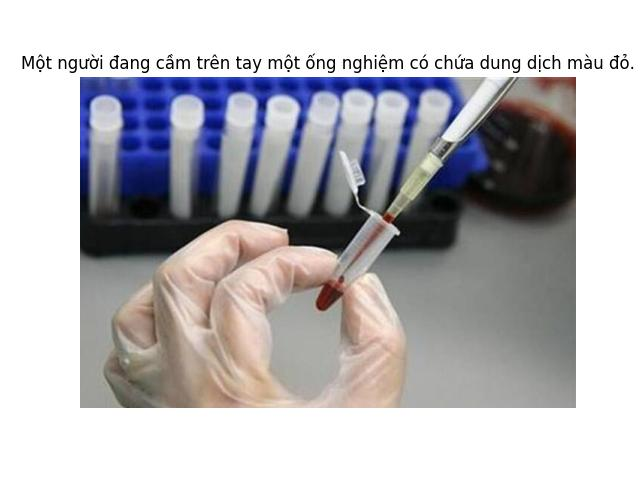 Một người đang cầm trên tay một ống nghiệm có chứa dung dịch màu đỏ.